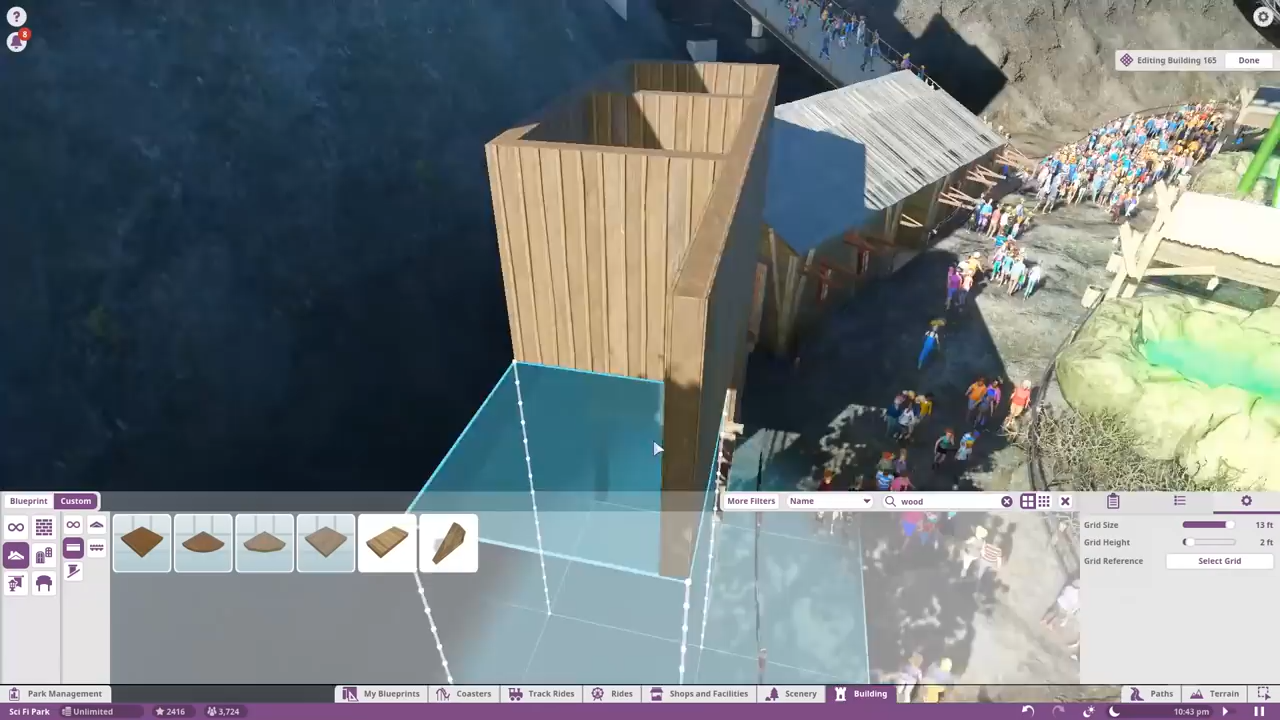 ?
8
Editing Building 165 Done
Blueprint Custom
More Filters Name wood
Grid Size 13 ft
Grid Height 2 ft
Grid Reference Select Grid
Park Management My Blueprints Coasters Track Rides Rides Shops and Facilities Scenery Building Paths Terrain
Sci Fi Park Unlimited 2416 3,724 10:43 pm